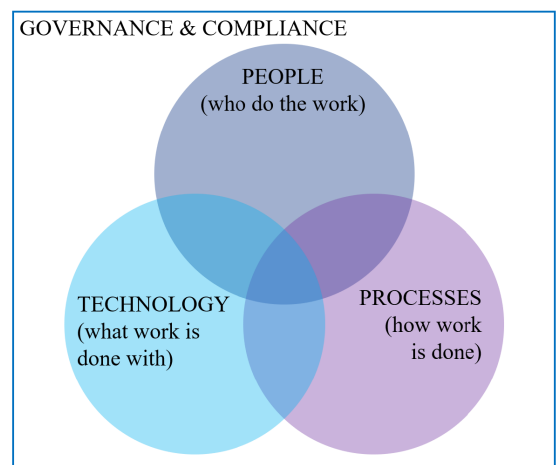 GOVERNANCE & COMPLIANCE
PEOPLE
(who do the work)
TECHNOLOGY
(what work is
done with)
PROCESSES
(how work
is done)